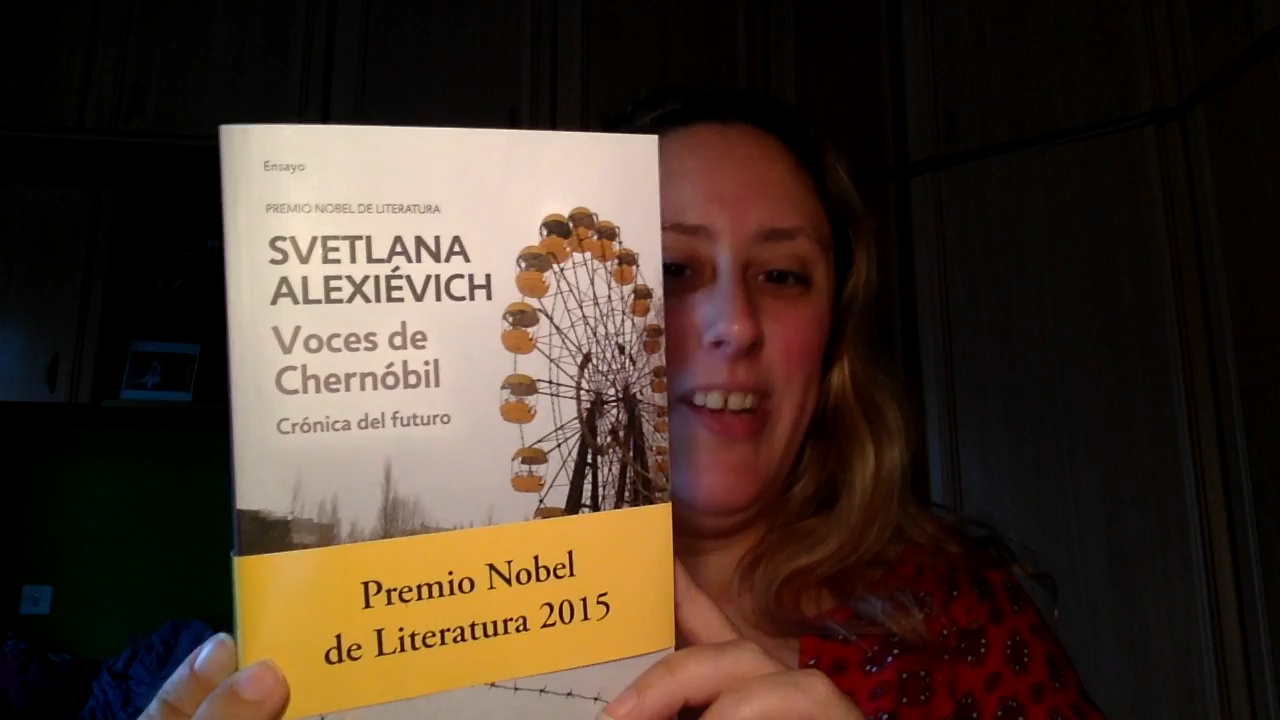 Ensayo
PREMIO NOBEL DE LITERATURA
SVETLANA
ALEXIÉVICH
Voces de
Chernóbil
Crónica del futuro
Premio Nobel
de Literatura 2015